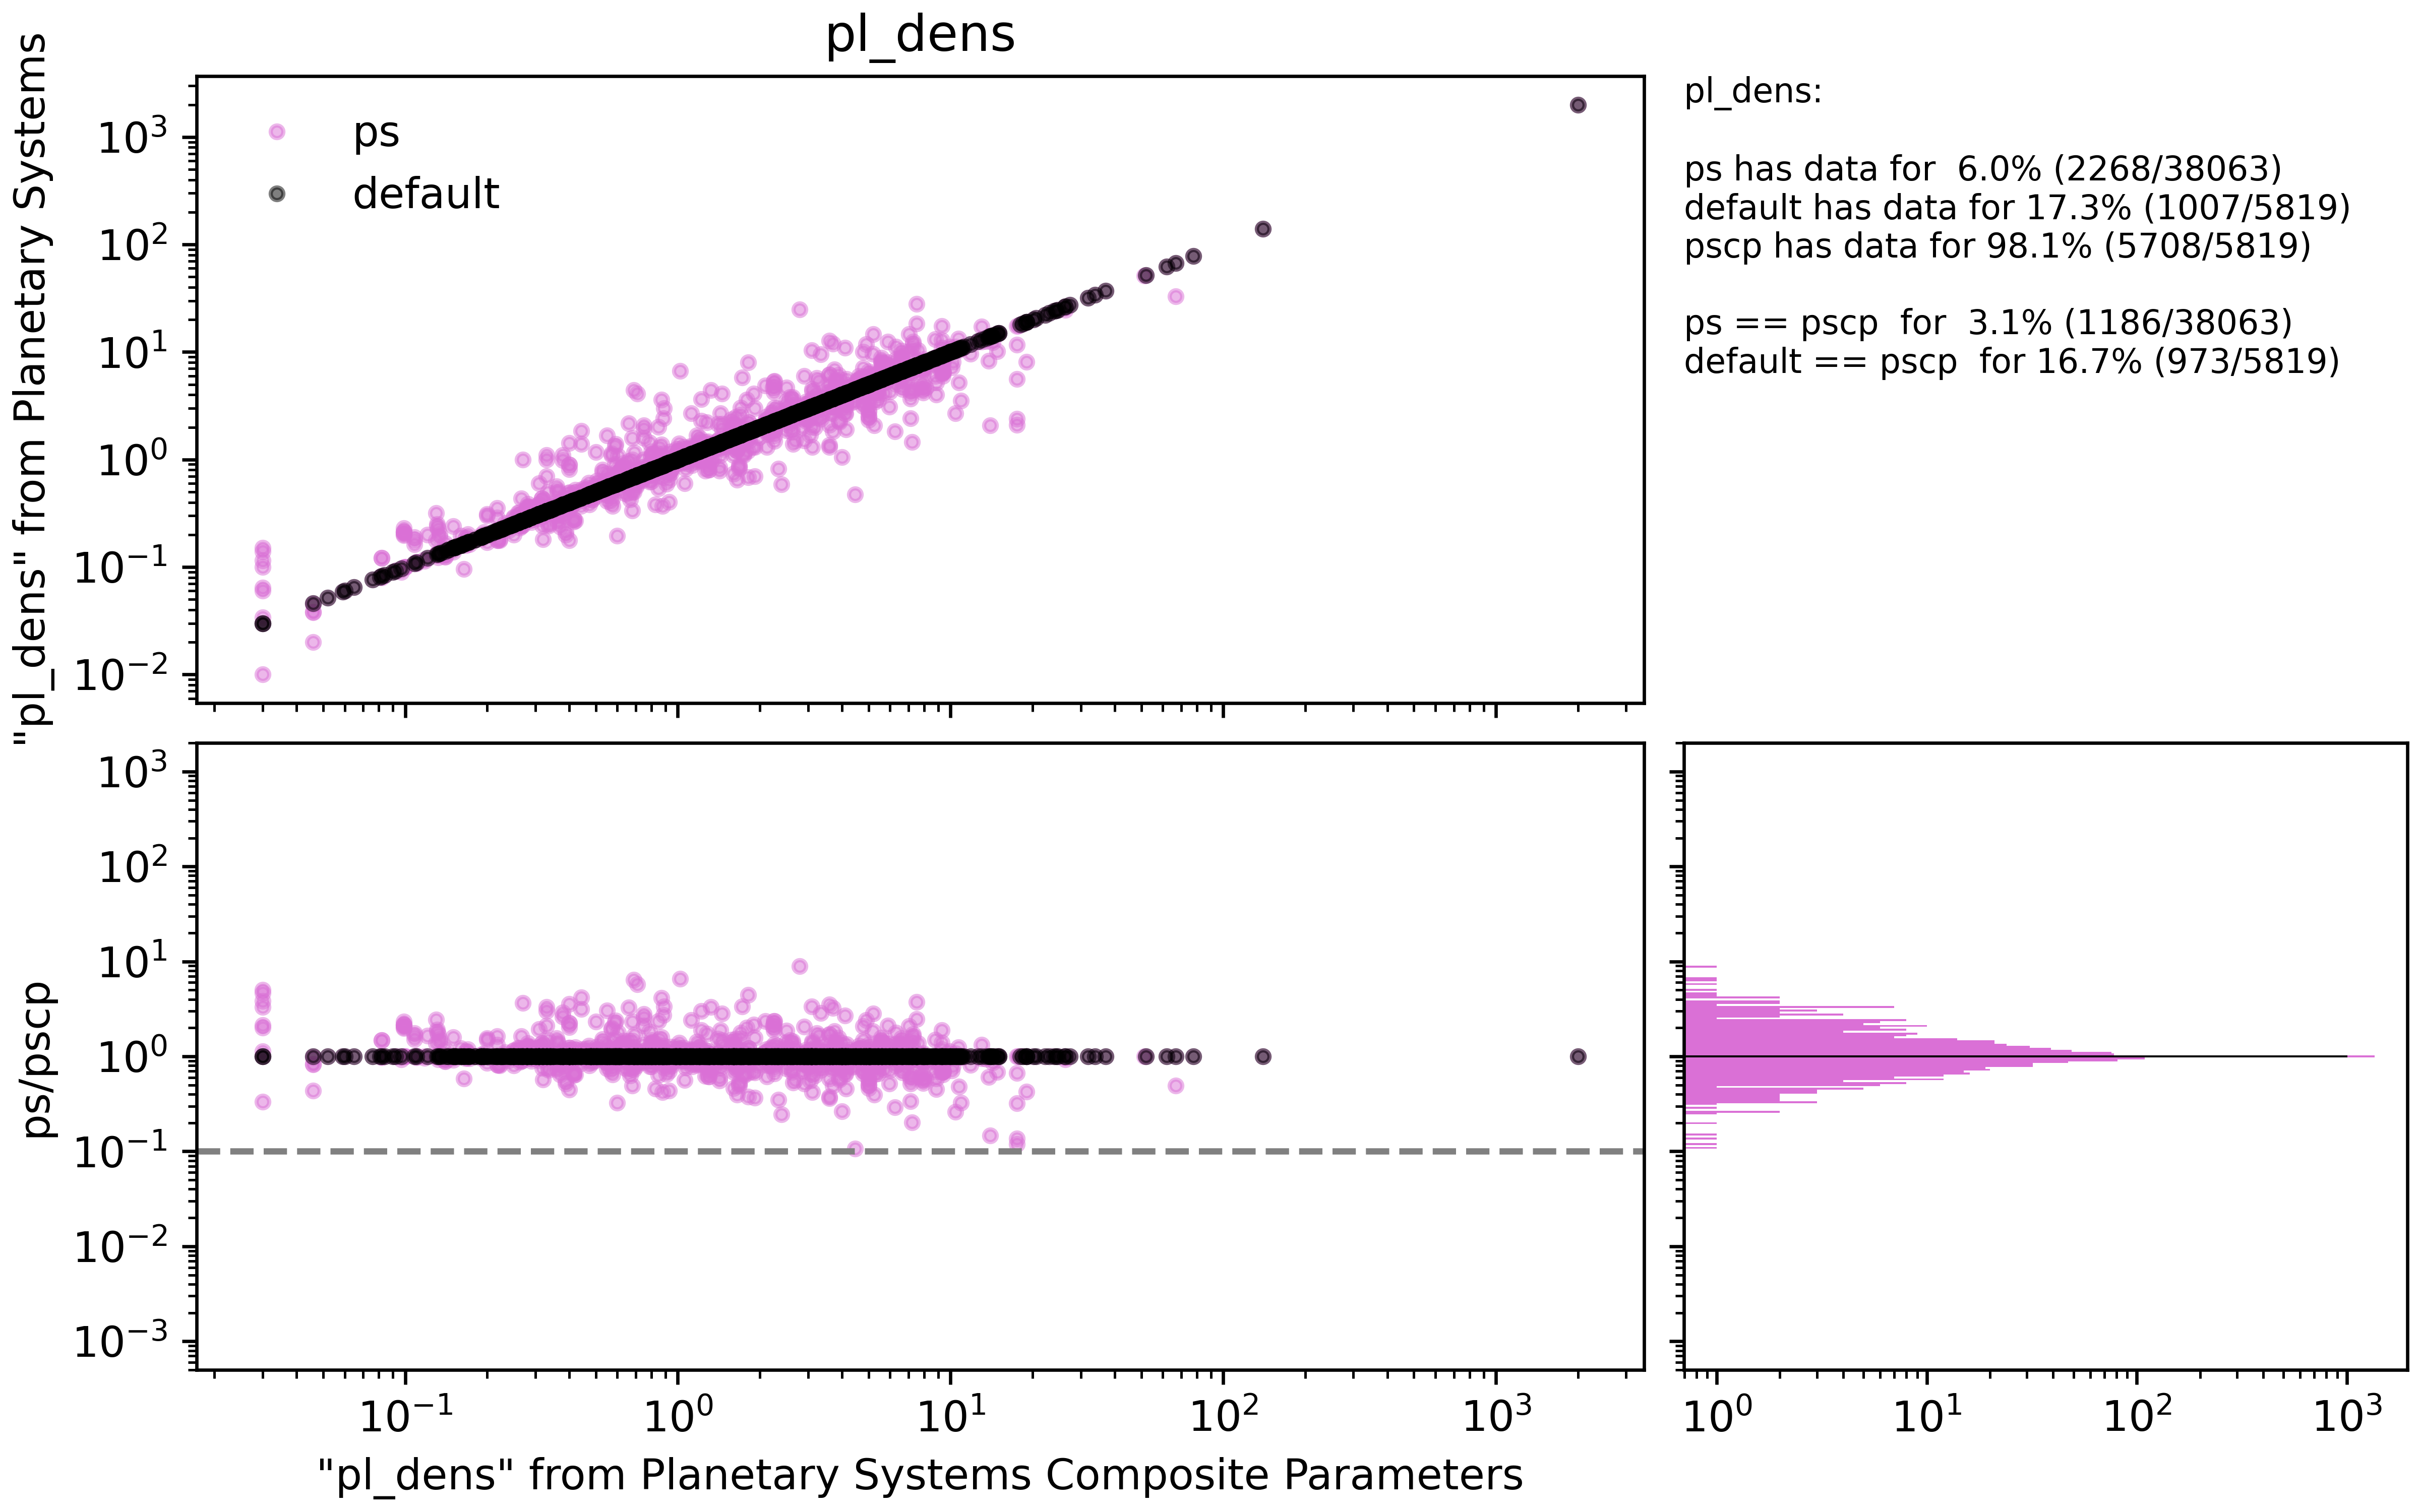 pl_dens
"pl_dens" from Planetary Systems
10³
10²
10¹
10⁰
10⁻¹
10⁻²
ps
default
pl_dens:
ps has data for  6.0% (2268/38063)
default has data for 17.3% (1007/5819)
pscp has data for 98.1% (5708/5819)
ps == pscp  for  3.1% (1186/38063)
default == pscp  for 16.7% (973/5819)
ps/pscp
10³
10²
10¹
10⁰
10⁻¹
10⁻²
10⁻³
10⁻¹ 10⁰ 10¹ 10² 10³
"pl_dens" from Planetary Systems Composite Parameters
10⁰ 10¹ 10² 10³